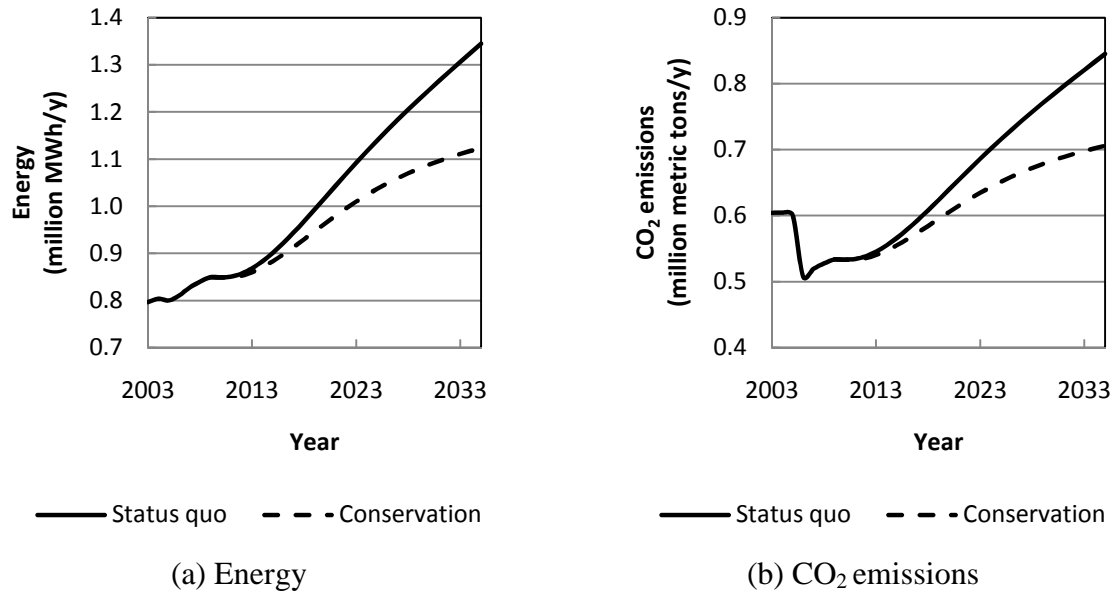 Energy
(million MWh/y)
1.4
1.3
1.2
1.1
1.0
0.9
0.8
0.7
2003 2013 2023 2033
Year
Status quo Conservation
(a) Energy
CO2 emissions
(million metric tons/y)
0.9
0.8
0.7
0.6
0.5
0.4
2003 2013 2023 2033
Year
Status quo Conservation
(b) CO2 emissions